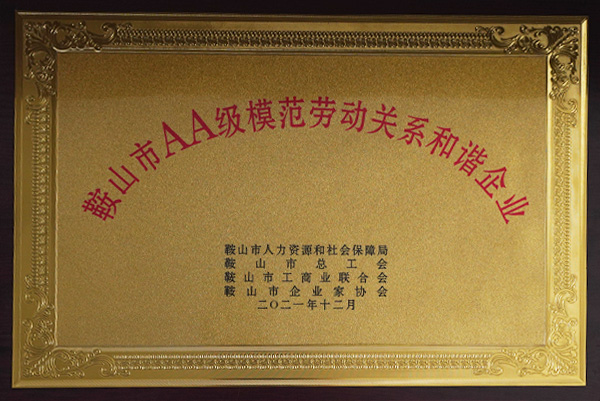 鞍山市AA级模范劳动关系和谐企业
鞍山市人力资源和社会保障局
鞍山市总工会
鞍山市工商业联合会
鞍山市企业家协会
二〇二一年十二月